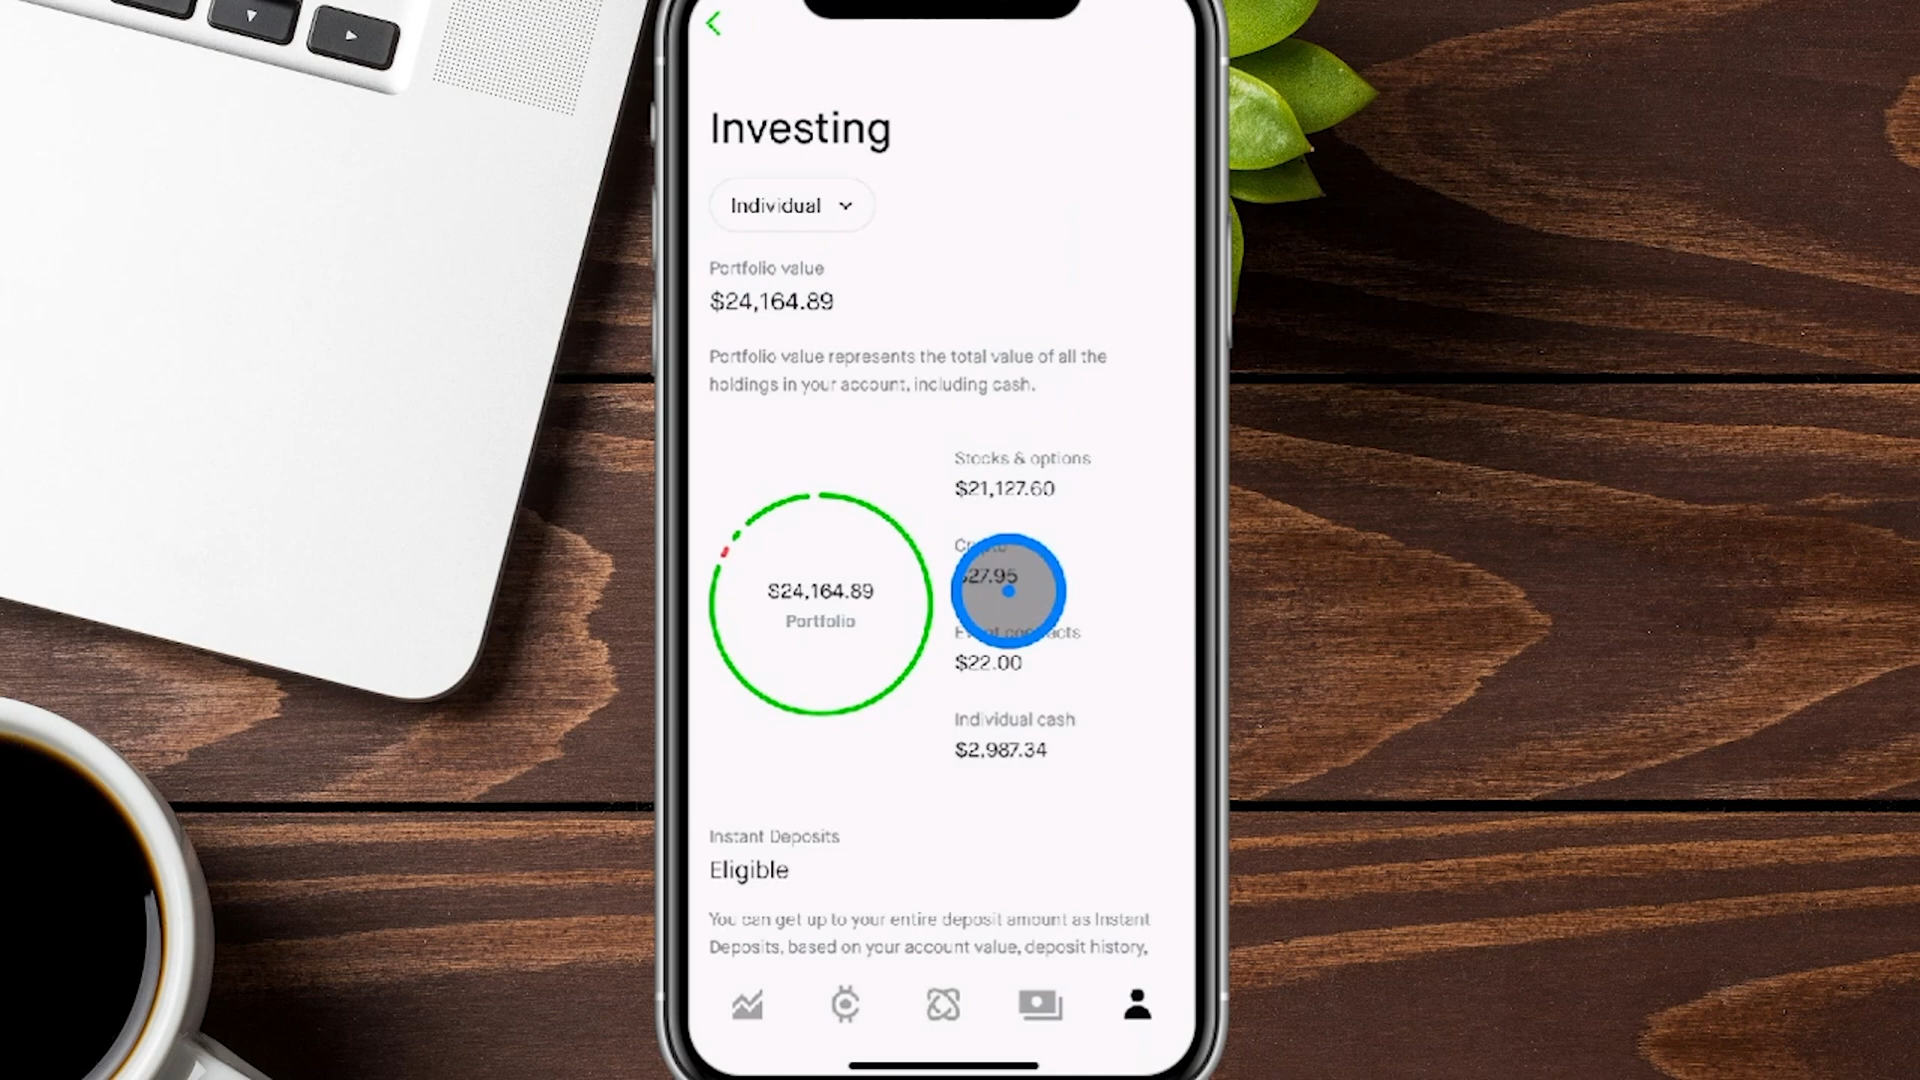 Investing
Individual
Portfolio value
$24,164.89
Portfolio value represents the total value of all the
holdings in your account, including cash.
Stocks & options
$21,127.60
Crypto
$27.95
Event contracts
$22.00
Individual cash
$2,987.34
$24,164.89
Portfolio
Instant Deposits
Eligible
You can get up to your entire deposit amount as Instant
Deposits, based on your account value, deposit history,